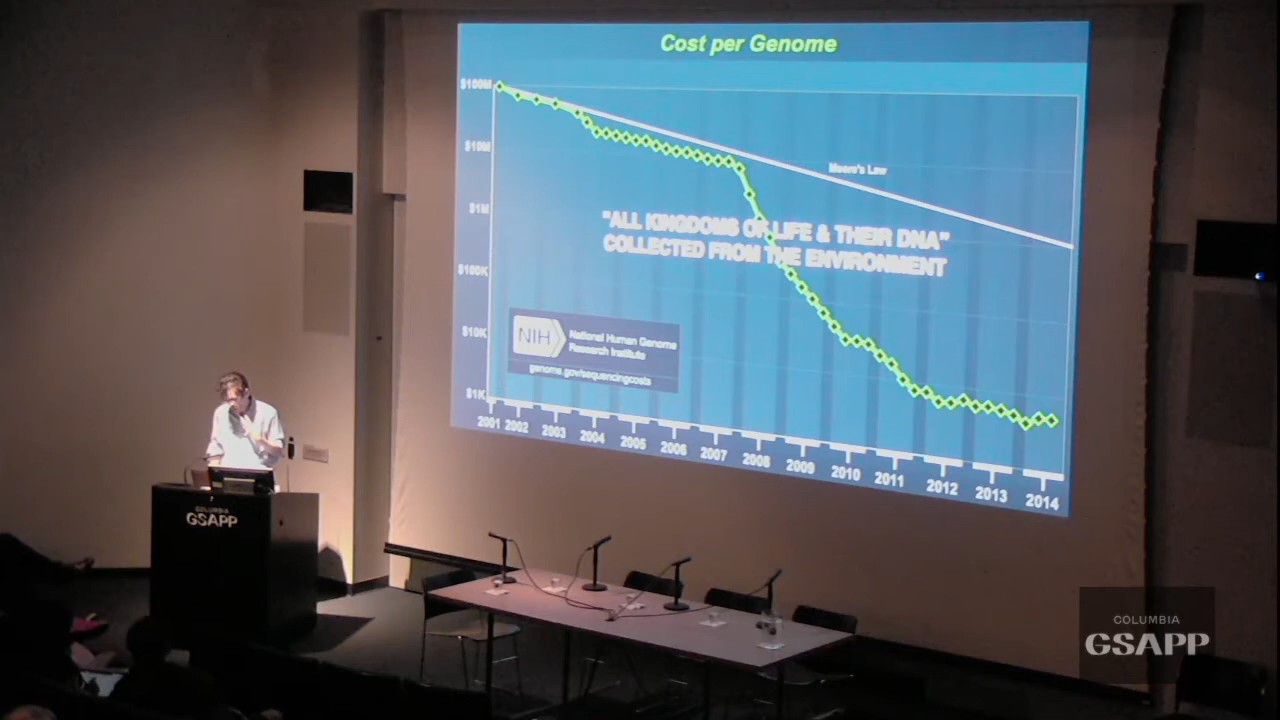 Cost per Genome
$100M
$10M
$1M
$100K
$10K
$1K
Moore's Law
"ALL KINGDOMS OF LIFE & THEIR DNA"
COLLECTED FROM THE ENVIRONMENT
NIH
National Human Genome
Research Institute
genome.gov/sequencingcosts
2001 2002 2003 2004 2005 2006 2007 2008 2009 2010 2011 2012 2013 2014
COLUMBIA
GSAPP
COLUMBIA
GSAPP